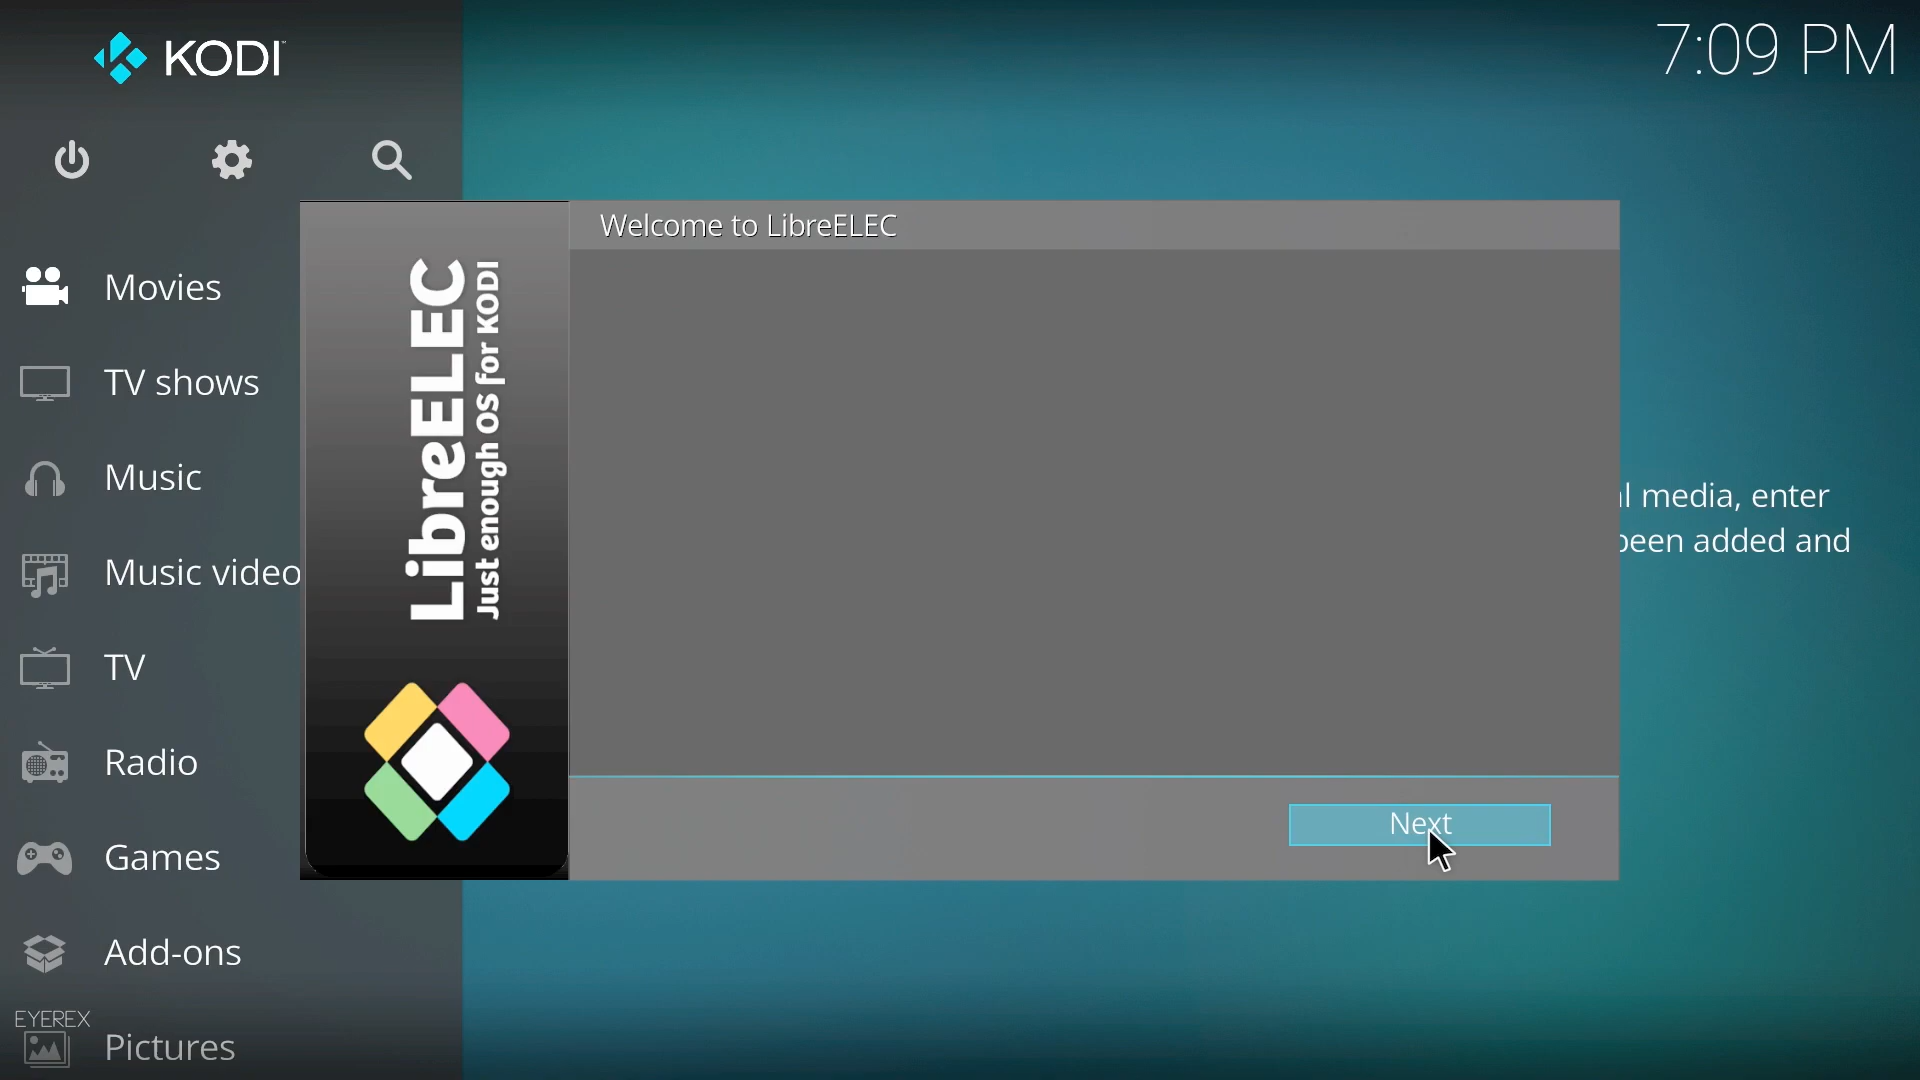 KODI
7:09 PM
Movies
TV shows
Music
Music video
TV
Radio
Games
Add-ons
EYEREX
Pictures
Welcome to LibreELEC
LibreELEC
Just enough OS for KODI
Next
media, enter
been added and